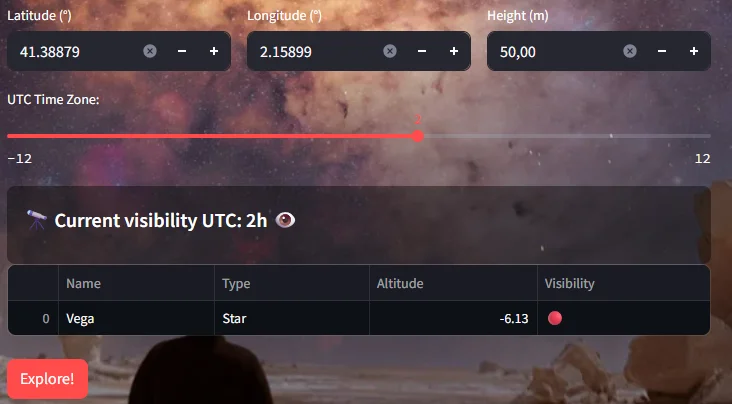 Latitude (°) Longitude (°) Height (m)
41.38879 2.15899 50,00
UTC Time Zone:
2
−12 12
Current visibility UTC: 2h
Name Type Altitude Visibility
0 Vega Star -6.13
Explore!